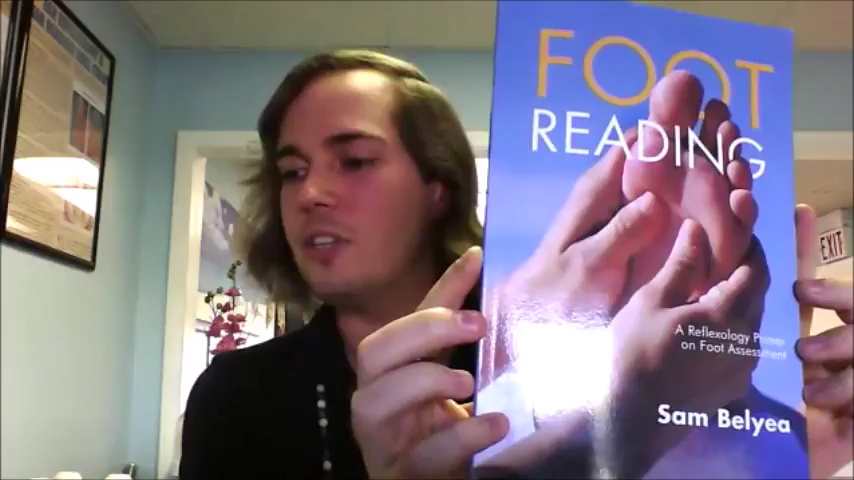 FOOT
READING
A Reflexology Primer
on Foot Assessment
Sam Belyea
EXIT